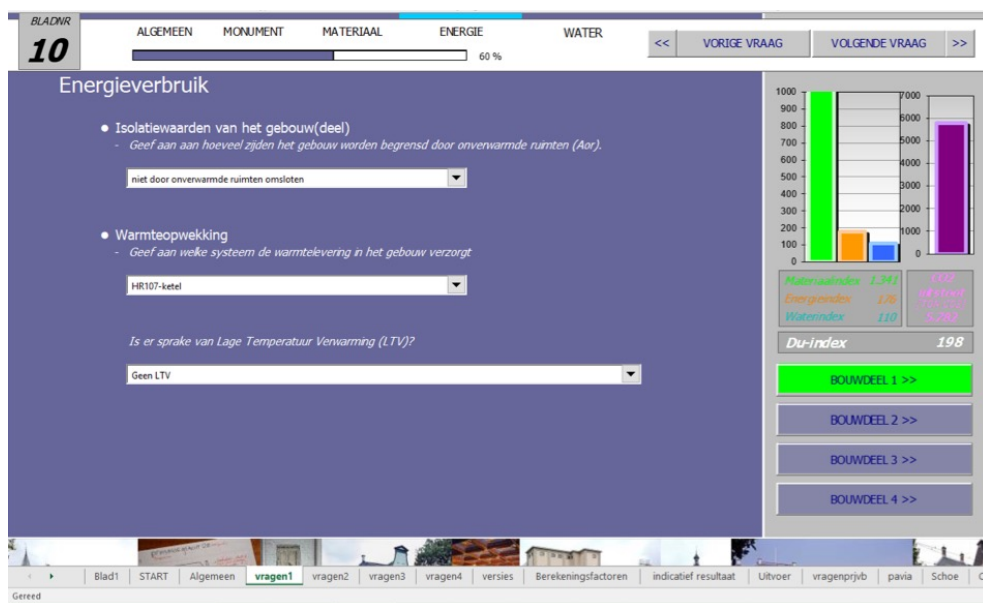 BLADNR
10
ALGEMEEN MONUMENT MATERIAAL ENERGIE WATER
60 %
<< VORIGE VRAAG VOLGENDE VRAAG >>
Energieverbruik
• Isolatiewaarden van het gebouw(deel)
- Geef aan aan hoeveel zijden het gebouw worden begrensd door onverwarmde ruimten (Aor).
niet door onverwarmde ruimten omsloten
• Warmteopwekking
- Geef aan welke systeem de warmtelevering in het gebouw verzorgt
HR107-ketel
Is er sprake van Lage Temperatuur Verwarming (LTV)?
Geen LTV
1000
900
800
700
600
500
400
300
200
100
0
7000
6000
5000
4000
3000
2000
1000
0
Materiaalindex 1.341
Energieindex 176
Waterindex 110
Du-index 198
BOUWDEEL 1 >>
BOUWDEEL 2 >>
BOUWDEEL 3 >>
BOUWDEEL 4 >>
Blad1 START Algemeen vragen1 vragen2 vragen3 vragen4 versies Berekeningsfactoren indicatief resultaat Uitvoer vragenprjvb pavia Schoe
Gereed